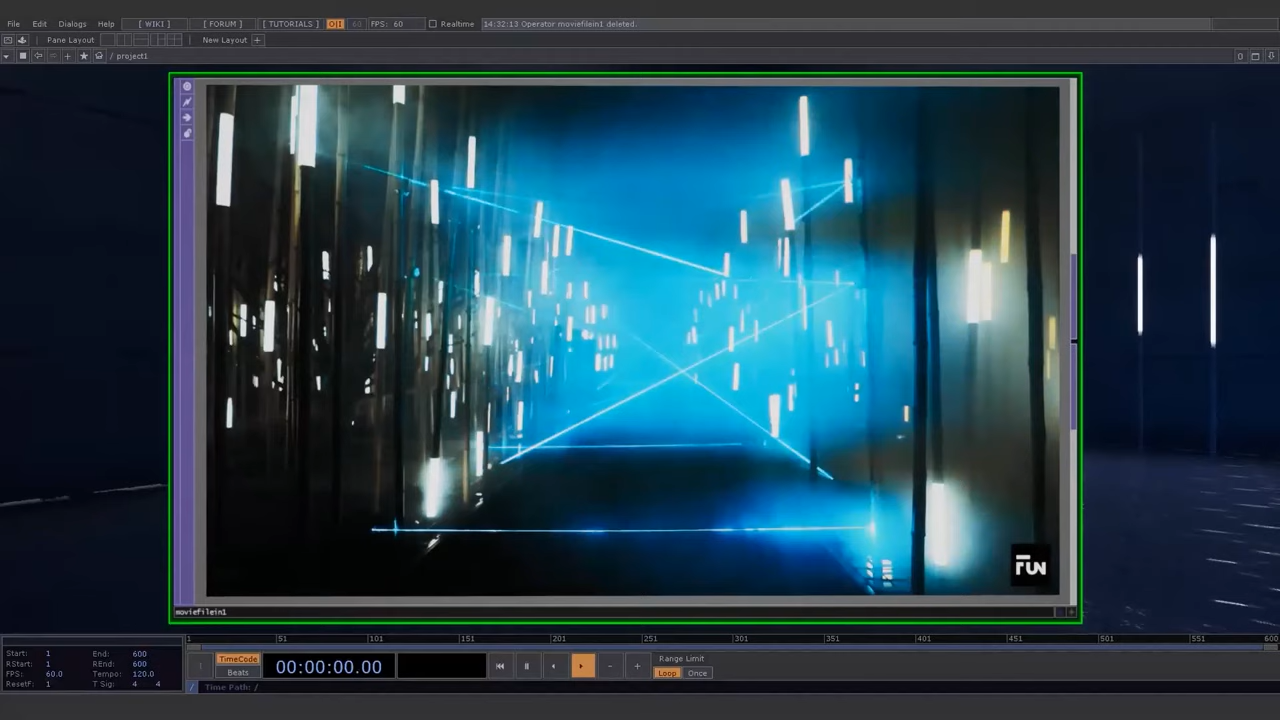 File Edit Dialogs Help [ WIKI ] [ FORUM ] [ TUTORIALS ] O|I 60 FPS: 60 Realtime 14:32:13 Operator moviefilein1 deleted.
Pane Layout New Layout +
/ project1 0
FUN
moviefilein1
Start: 1 End: 600
RStart: 1 REnd: 600
FPS: 60.0 Tempo: 120.0
ResetF: 1 T Sig: 4 4
1 51 101 151 201 251 301 351 401 451 501 551 600
1 TimeCode Beats 00:00:00.00 - +
Range Limit
Loop Once
/ Time Path: /